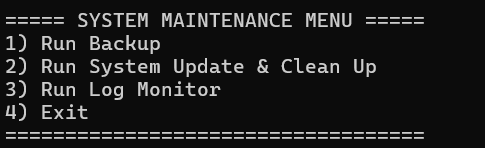 ===== SYSTEM MAINTENANCE MENU =====
1) Run Backup
2) Run System Update & Clean Up
3) Run Log Monitor
4) Exit
===================================